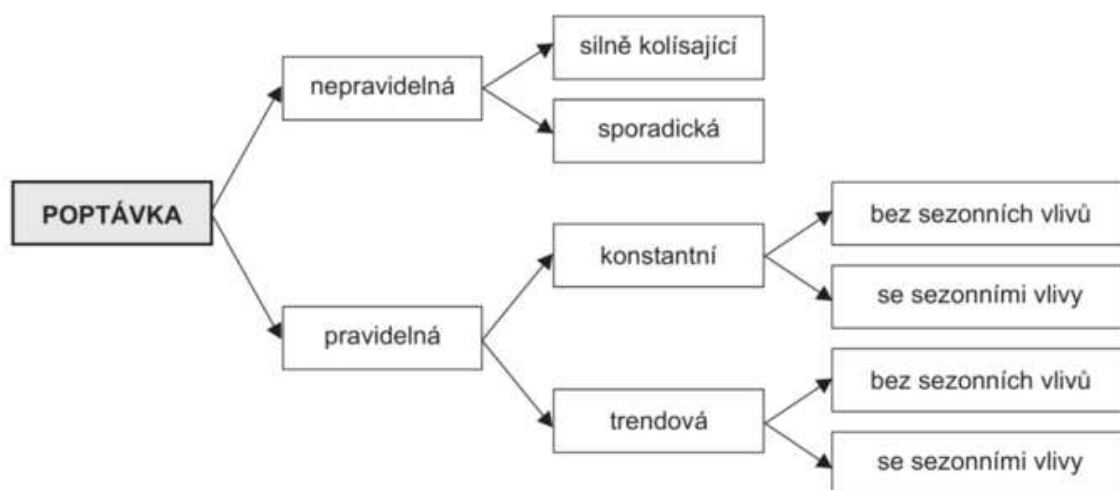 silně kolísající
nepravidelná
sporadická
POPTÁVKA
bez sezonních vlivů
konstantní
se sezonními vlivy
pravidelná
bez sezonních vlivů
trendová
se sezonními vlivy